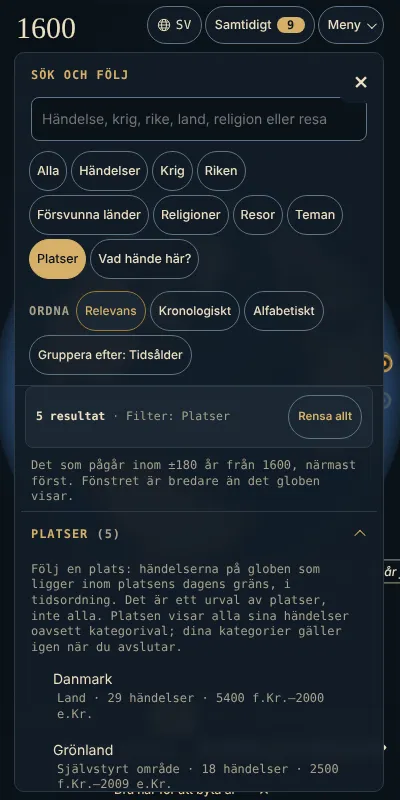 1600
SV
Samtidigt 9
Meny
SÖK OCH FÖLJ
×
Händelse, krig, rike, land, religion eller resa
Alla
Händelser
Krig
Riken
Försvunna länder
Religioner
Resor
Teman
Platser
Vad hände här?
ORDNA
Relevans
Kronologiskt
Alfabetiskt
Gruppera efter: Tidsålder
5 resultat · Filter: Platser
Rensa allt
Det som pågår inom ±180 år från 1600, närmast
först. Fönstret är bredare än det globen
visar.
PLATSER (5)
Följ en plats: händelserna på globen som
ligger inom platsens dagens gräns, i
tidsordning. Det är ett urval av platser,
inte alla. Platsen visar alla sina händelser
oavsett kategorival; dina kategorier gäller
igen när du avslutar.
år
Danmark
Land · 29 händelser · 5400 f.Kr.–2000
e.Kr.
Grönland
Självstyrt område · 18 händelser · 2500
f.Kr.–2009 e.Kr.